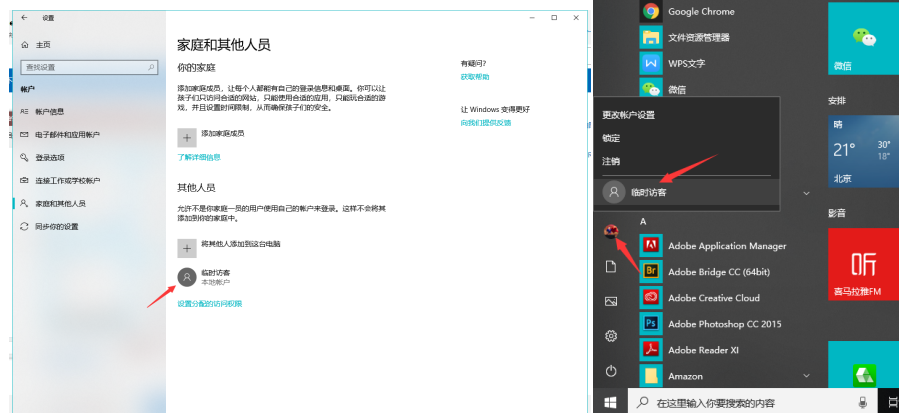 设置
主页
查找设置
帐户
帐户信息
电子邮件和应用帐户
登录选项
连接工作或学校帐户
家庭和其他人员
同步你的设置
家庭和其他人员
你的家庭
添加家庭成员，让每个人都能有自己的登录信息和桌面。你可以让
孩子们只访问合适的网站，只能使用合适的应用，只能玩合适的游
戏，并且设置时间限制，从而确保孩子们的安全。
添加家庭成员
了解详细信息
其他人员
允许不是你家庭一员的用户使用自己的帐户来登录。这样不会将其
添加到你的家庭中。
将其他人添加到这台电脑
临时访客
本地帐户
设置分配的访问权限
有疑问?
获取帮助
让 Windows 变得更好
向我们提供反馈
Google Chrome
文件资源管理器
WPS文字
微信
更改帐户设置
锁定
注销
临时访客
A
Adobe Application Manager
Adobe Bridge CC (64bit)
Adobe Creative Cloud
Adobe Photoshop CC 2015
Adobe Reader XI
Amazon
在这里输入你要搜索的内容
微信
安排
晴
21° 30°
18°
北京
影音
听
喜马拉雅FM